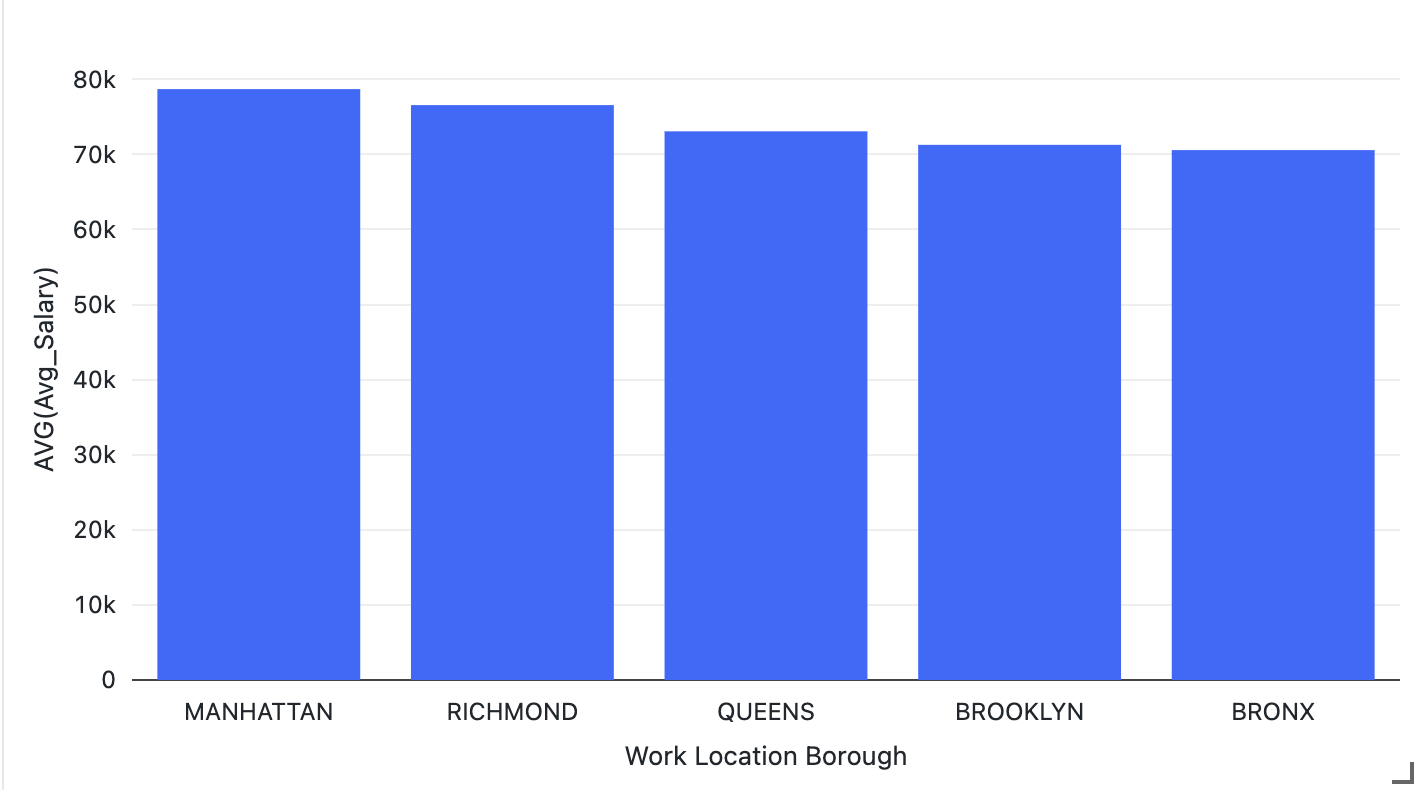 80k
70k
60k
50k
40k
30k
20k
10k
0
AVG(Avg_Salary)
MANHATTAN RICHMOND QUEENS BROOKLYN BRONX
Work Location Borough